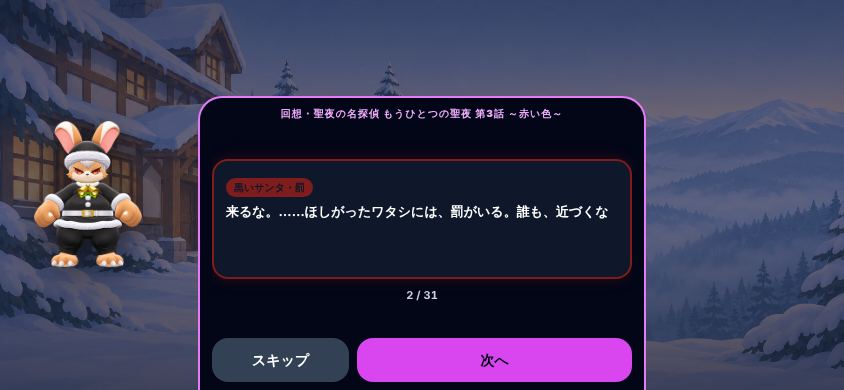 回想・聖夜の名探偵 もうひとつの聖夜 第3話 ～赤い色～
黒いサンタ・罰
来るな。……ほしがったワタシには、罰がいる。誰も、近づくな
2 / 31
スキップ
次へ